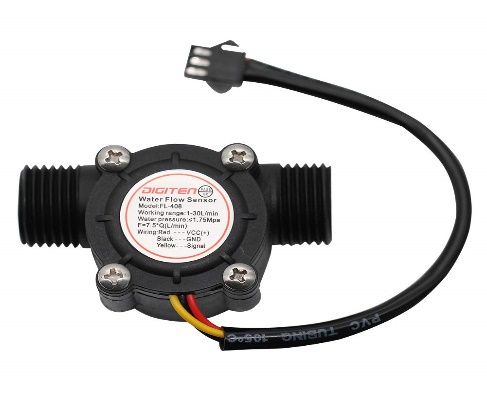 DIGITEN
Water Flow Sensor
Model:FL-408
Working range:1-30L/min
Water pressure:≤1.75Mpa
F=7.5*Q(L/min)
Wiring:Red ---VCC(+)
Black---GND
Yellow---Signal
PVC TUBING 105°C